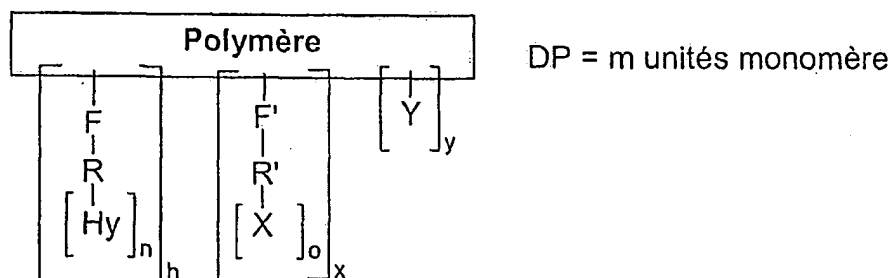 Polymère
DP = m unités monomère
F F' Y
y
R R'
Hy n X o
h x